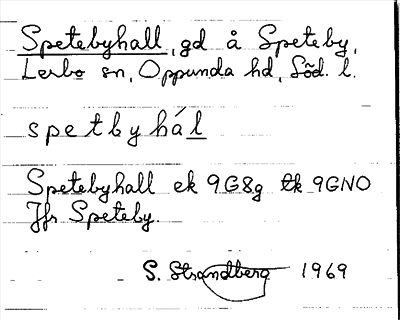 Spetebyhall, gd å Speteby,
Lerbo sn, Oppunda hd, Söd. l.
spetbyhál
Spetebyhall ek 9G8g tk 9GNO
Jfr Speteby.
S. Strandberg 1969